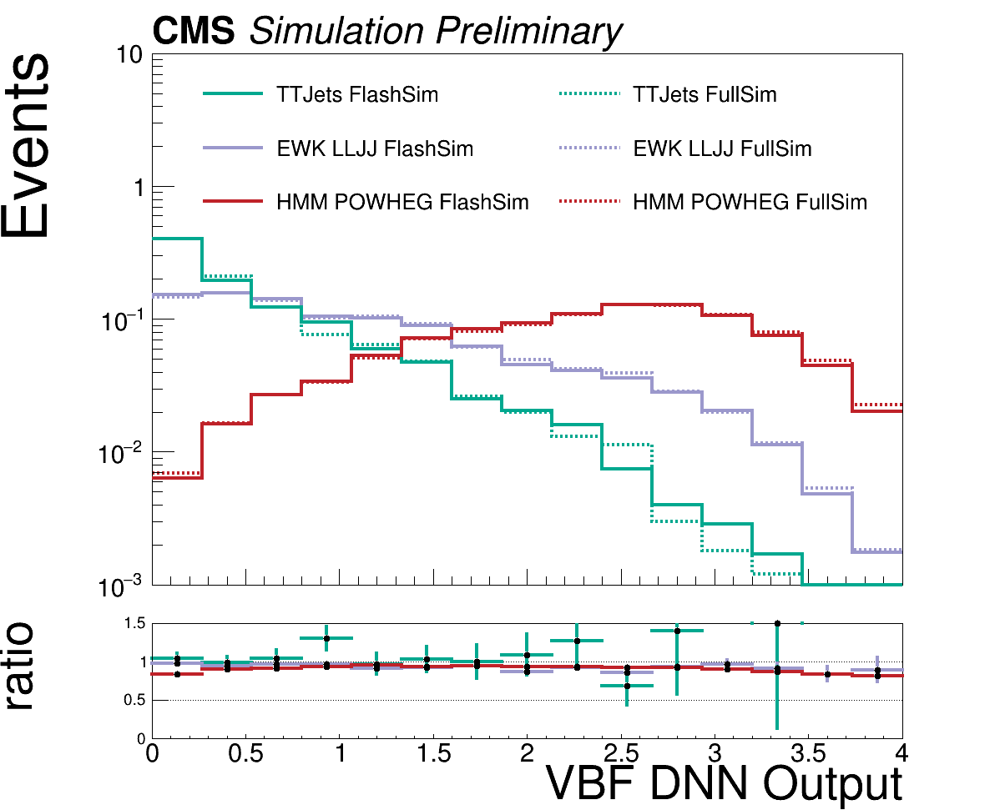 CMS Simulation Preliminary
Events
10
1
10⁻¹
10⁻²
10⁻³
TTJets FlashSim
TTJets FullSim
EWK LLJJ FlashSim
EWK LLJJ FullSim
HMM POWHEG FlashSim
HMM POWHEG FullSim
ratio
1.5
1
0.5
0
0 0.5 1 1.5 2 2.5 3 3.5 4
VBF DNN Output